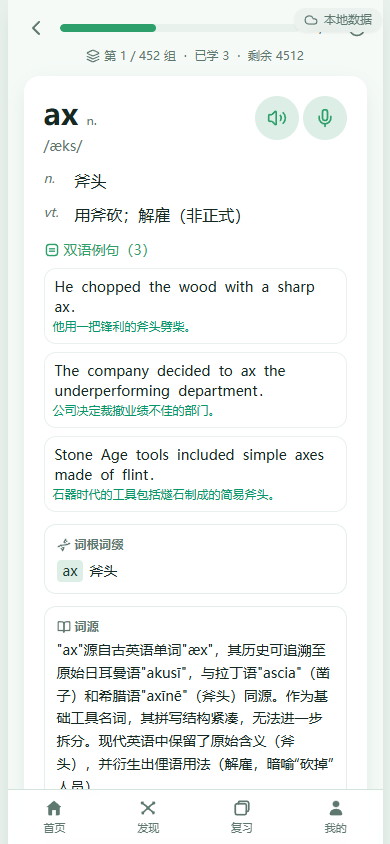 本地数据
第 1 / 452 组 · 已学 3 · 剩余 4512
ax n.
/æks/
n. 斧头
vt. 用斧砍；解雇（非正式）
双语例句（3）
He chopped the wood with a sharp
ax.
他用一把锋利的斧头劈柴。
The company decided to ax the
underperforming department.
公司决定裁撤业绩不佳的部门。
Stone Age tools included simple axes
made of flint.
石器时代的工具包括燧石制成的简易斧头。
词根词缀
ax 斧头
词源
"ax"源自古英语单词"æx"，其历史可追溯至
原始日耳曼语"akusī"，与拉丁语"ascia"（凿
子）和希腊语"axīnē"（斧头）同源。作为基
础工具名词，其拼写结构紧凑，无法进一步
拆分。现代英语中保留了原始含义（斧
头），并衍生出俚语用法（解雇，暗喻"砍掉"
人员）
首页
发现
复习
我的